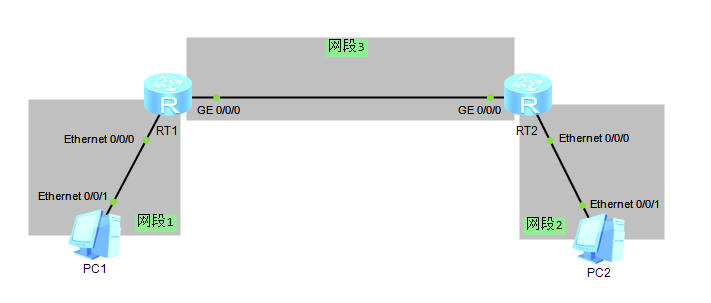 网段3
GE 0/0/0
GE 0/0/0
RT1
RT2
Ethernet 0/0/0
Ethernet 0/0/0
Ethernet 0/0/1
Ethernet 0/0/1
网段1
网段2
PC1
PC2
R
R